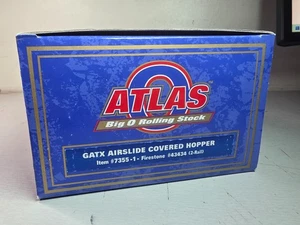 ATLAS
Big O Rolling Stock
GATX AIRSLIDE COVERED HOPPER
Item #7355-1 - Firestone #43434 (2-Rail)